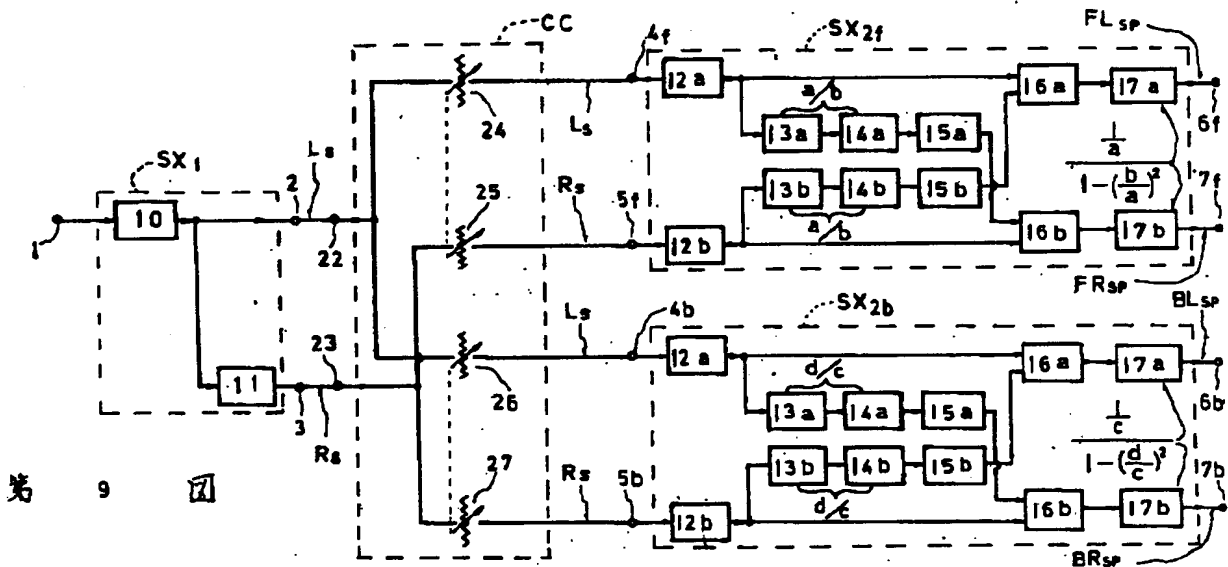 CC
4f
SX2f
FLSP
12a
a/b
16a
17a
6f
24
Ls
13a
14a
15a
1/a
1-(b/a)²
SX1
Ls
2
10
22
25
Rs
5f
13b
14b
15b
7f
1
12b
a/b
16b
17b
FRSP
SX2b
BLSP
Ls
4b
23
12a
d/c
16a
17a
6b
11
26
13a
14a
15a
1/c
1-(d/c)²
3
Rs
27
Rs
5b
13b
14b
15b
7b
12b
d/c
16b
17b
BRSP
第 9 図